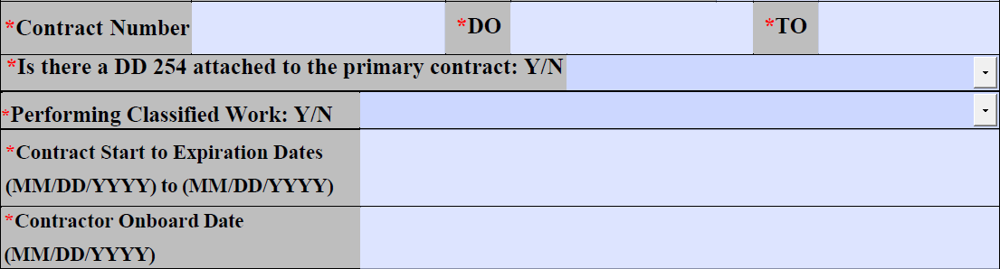 *Contract Number *DO *TO
*Is there a DD 254 attached to the primary contract: Y/N
*Performing Classified Work: Y/N
*Contract Start to Expiration Dates
(MM/DD/YYYY) to (MM/DD/YYYY)
*Contractor Onboard Date
(MM/DD/YYYY)